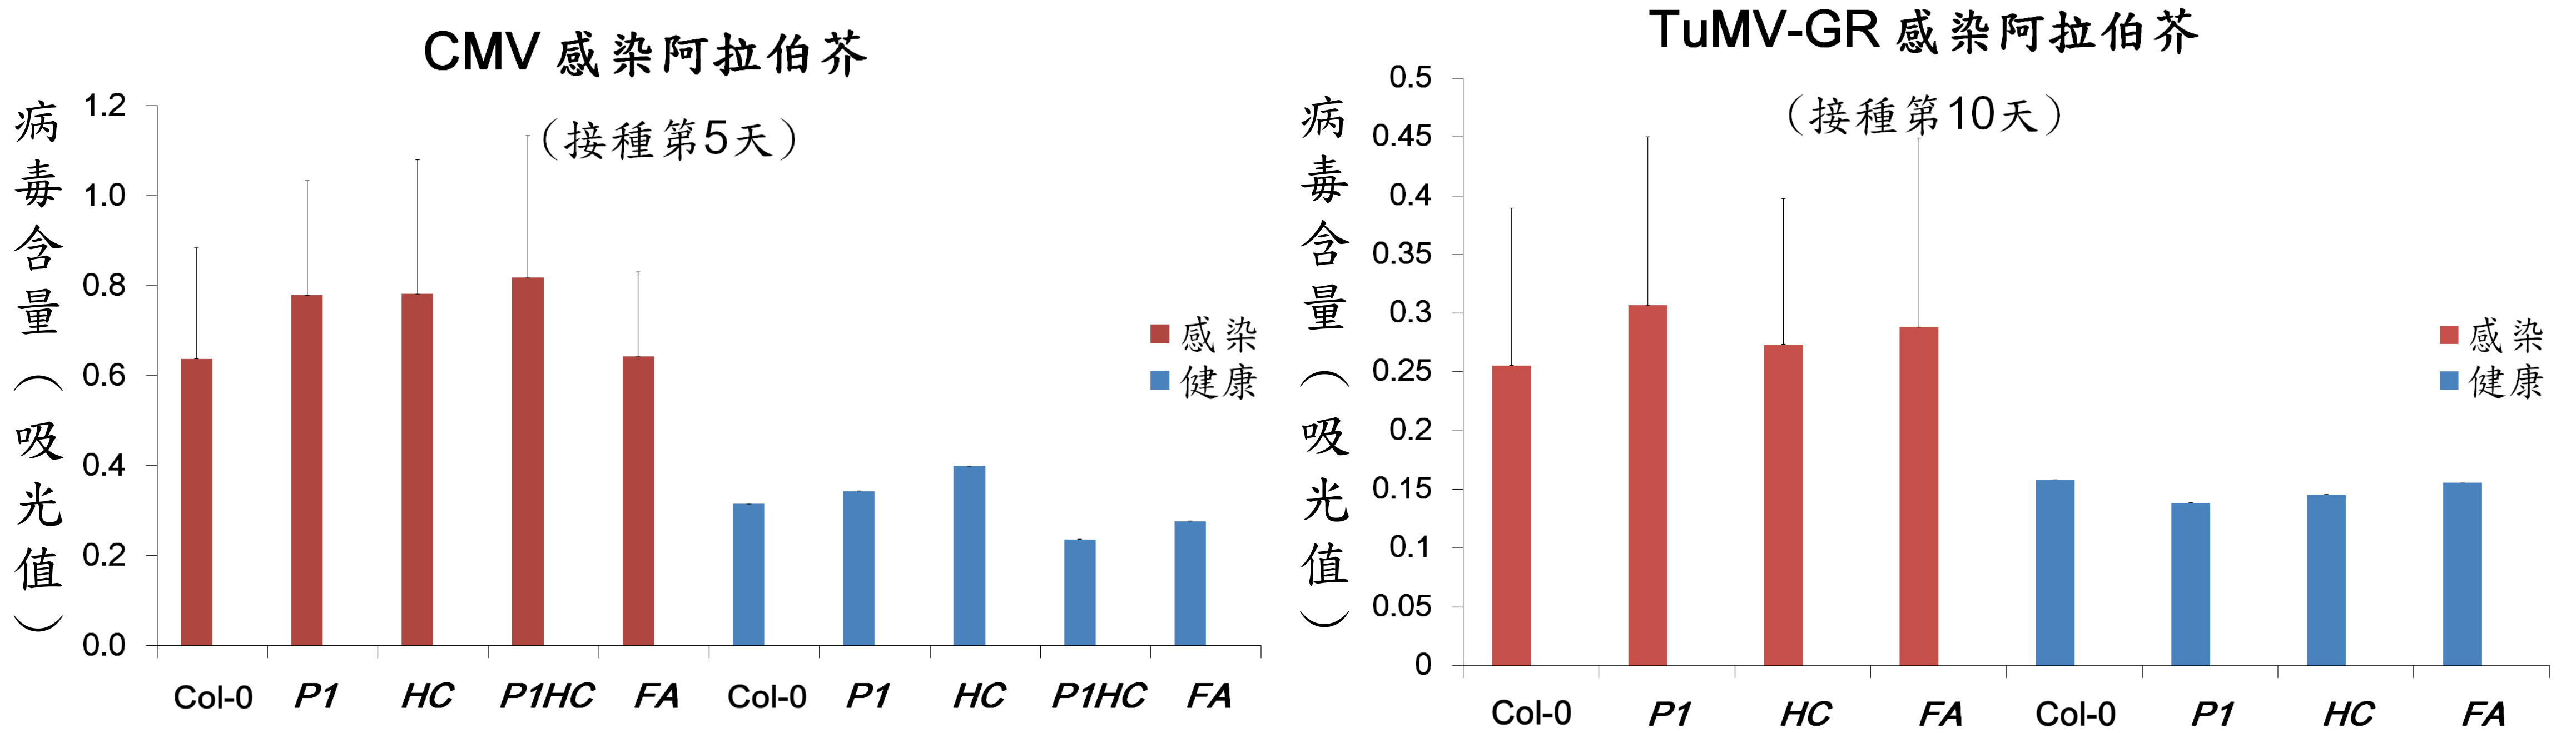 CMV 感染阿拉伯芥
（接種第5天）
病毒含量（吸光值）
1.2
1.0
0.8
0.6
0.4
0.2
0.0
感染
健康
Col-0 P1 HC P1HC FA Col-0 P1 HC P1HC FA
TuMV-GR 感染阿拉伯芥
（接種第10天）
病毒含量（吸光值）
0.5
0.45
0.4
0.35
0.3
0.25
0.2
0.15
0.1
0.05
0
感染
健康
Col-0 P1 HC FA Col-0 P1 HC FA